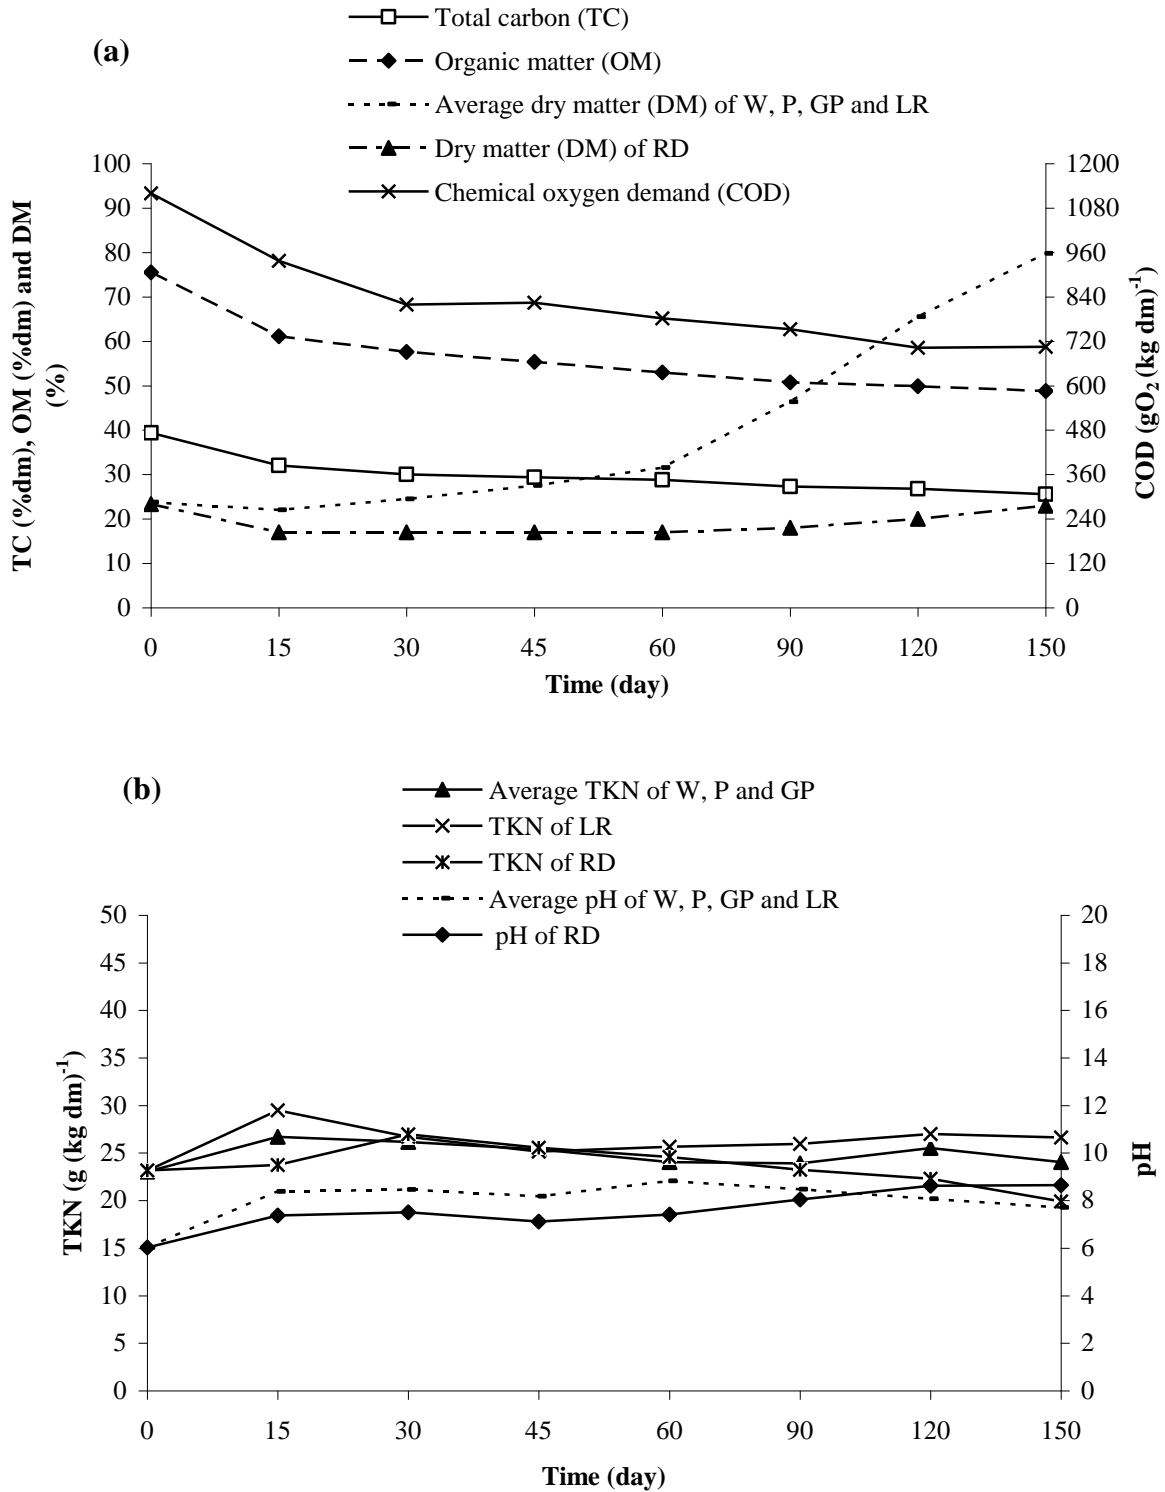 (a)
Total carbon (TC)
Organic matter (OM)
Average dry matter (DM) of W, P, GP and LR
Dry matter (DM) of RD
Chemical oxygen demand (COD)
TC (%dm), OM (%dm) and DM
(%)
100
90
80
70
60
50
40
30
20
10
0
1200
1080
960
840
720
600
480
360
240
120
0
COD (gO₂ (kg dm)⁻¹)
0 15 30 45 60 90 120 150
Time (day)
(b)
Average TKN of W, P and GP
TKN of LR
TKN of RD
Average pH of W, P, GP and LR
pH of RD
TKN (g (kg dm)⁻¹)
50
45
40
35
30
25
20
15
10
5
0
20
18
16
14
12
10
8
6
4
2
0
pH
0 15 30 45 60 90 120 150
Time (day)